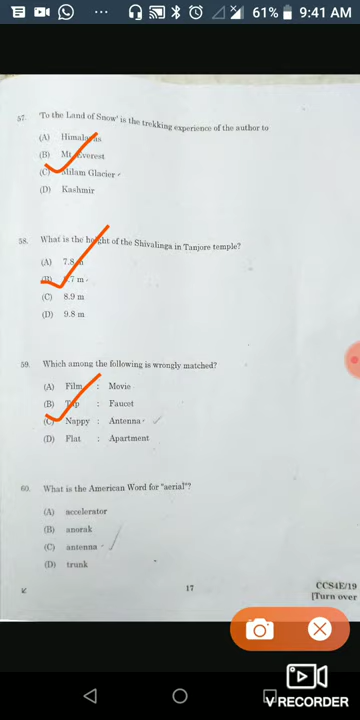 61% 9:41 AM
57. 'To the Land of Snow' is the trekking experience of the author to
(A) Himalayas
(B) Mt. Everest
(C) Milam Glacier
(D) Kashmir
58. What is the height of the Shivalinga in Tanjore temple?
(A) 7.8 m
(B) m
(C) 8.9 m
(D) 9.8 m
59. Which among the following is wrongly matched?
(A) Film : Movie
(B) Tap : Faucet
(C) Nappy : Antenna
(D) Flat : Apartment
60. What is the American Word for "aerial"?
(A) accelerator
(B) anorak
(C) antenna
(D) trunk
17
CCS4E/19
[Turn over
V RECORDER